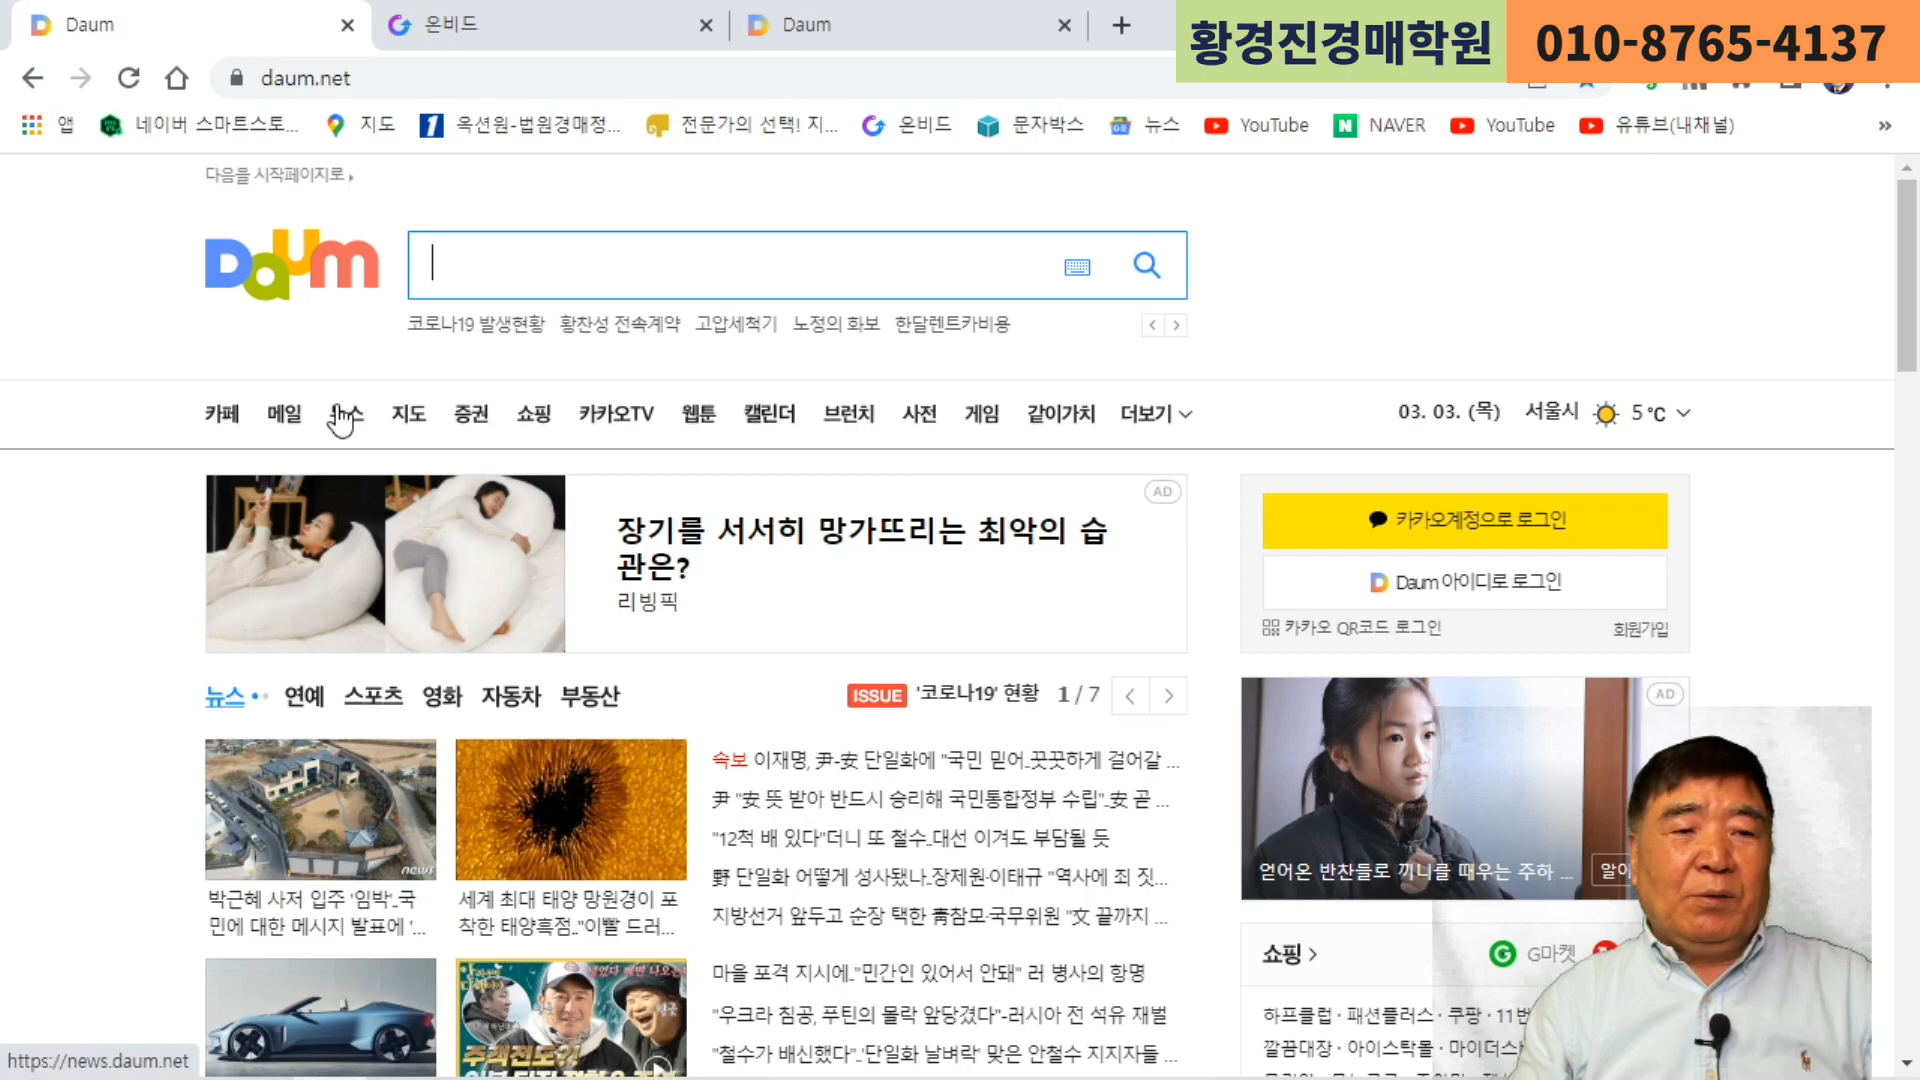 Daum
온비드
Daum
황경진경매학원
010-8765-4137
daum.net
앱
네이버 스마트스토...
지도
옥션원-법원경매정...
전문가의 선택! 지...
온비드
문자박스
뉴스
YouTube
NAVER
YouTube
유튜브(내채널)
다음을 시작페이지로
Daum
코로나19 발생현황 황찬성 전속계약 고압세척기 노정의 화보 한달렌트카비용
카페 메일 지도 증권 쇼핑 카카오TV 웹툰 캘린더 브런치 사전 게임 같이가치 더보기
03. 03. (목) 서울시 5 °C
AD
장기를 서서히 망가뜨리는 최악의 습
관은?
리빙픽
카카오계정으로 로그인
Daum 아이디로 로그인
카카오 QR코드 로그인
회원가입
뉴스 연예 스포츠 영화 자동차 부동산
ISSUE '코로나19' 현황 1 / 7
news
박근혜 사저 입주 '임박'..국
민에 대한 메시지 발표에 '...
세계 최대 태양 망원경이 포
착한 태양흑점.."이빨 드러...
속보 이재명, 尹-安 단일화에 "국민 믿어..꿋꿋하게 걸어갈 ...
尹 "安 뜻 받아 반드시 승리해 국민통합정부 수립"..安 곧 ...
"12척 배 있다"더니 또 철수..대선 이겨도 부담될 듯
野 단일화 어떻게 성사됐나..장제원·이태규 "역사에 죄 짓...
지방선거 앞두고 순장 택한 靑참모·국무위원 "文 끝까지 ...
마을 포격 지시에.."민간인 있어서 안돼" 러 병사의 항명
"우크라 침공, 푸틴의 몰락 앞당겼다"-러시아 전 석유 재벌
"철수가 배신했다"..'단일화 날벼락' 맞은 안철수 지지자들 ...
AD
얻어온 반찬들로 끼니를 때우는 주하 ...
알아
쇼핑 >
G마켓
하프클럽 · 패션플러스 · 쿠팡 · 11번
깔끔대장 · 아이스탁몰 · 마이더스
주객전도?!
https://news.daum.net